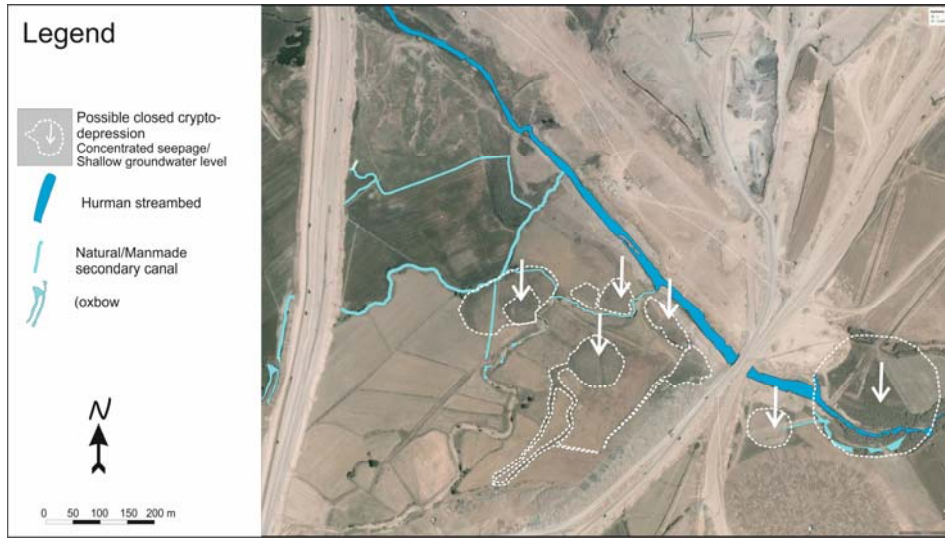 Legend
Possible closed crypto-
depression
Concentrated seepage/
Shallow groundwater level
Hurman streambed
Natural/Manmade
secondary canal
(oxbow
N
0 50 100 150 200 m